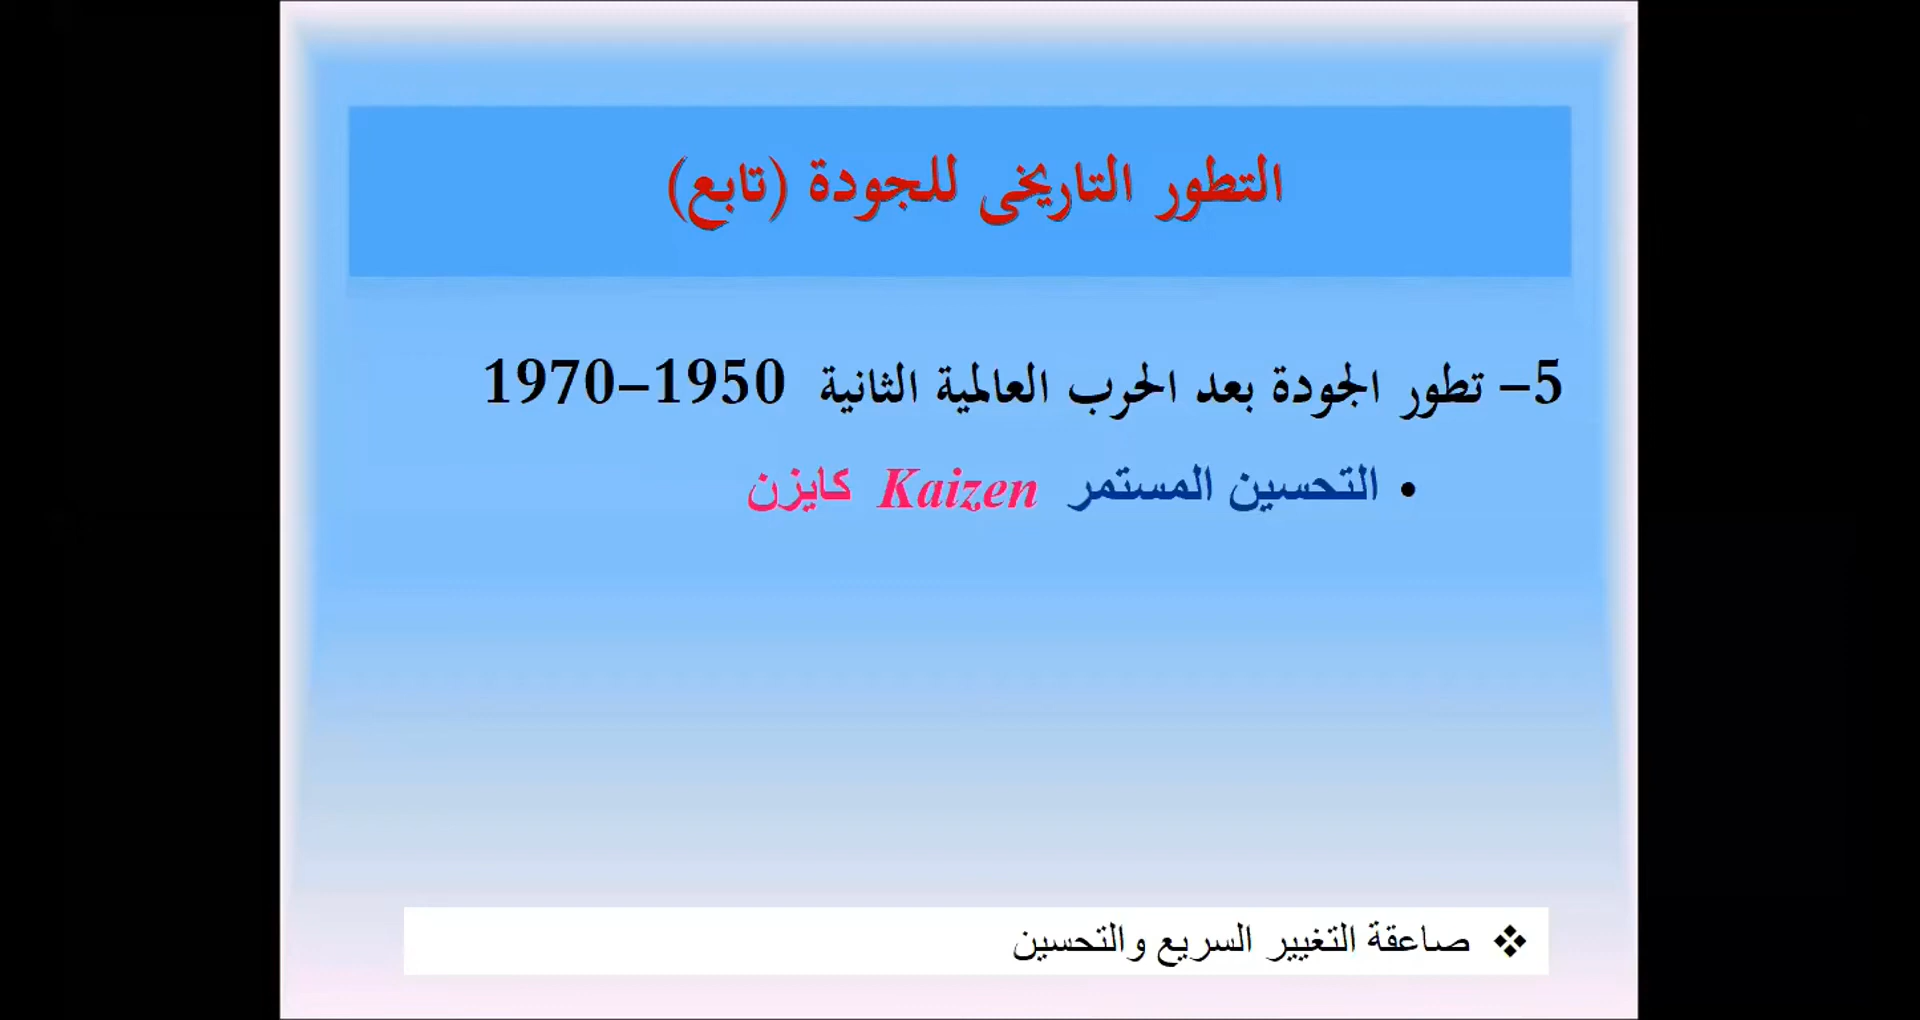 التطور التاريخى للجودة (تابع)
5- تطور الجودة بعد الحرب العالمية الثانية 1950-1970
• التحسين المستمر Kaizen كايزن
❖ صاعقة التغيير السريع والتحسين